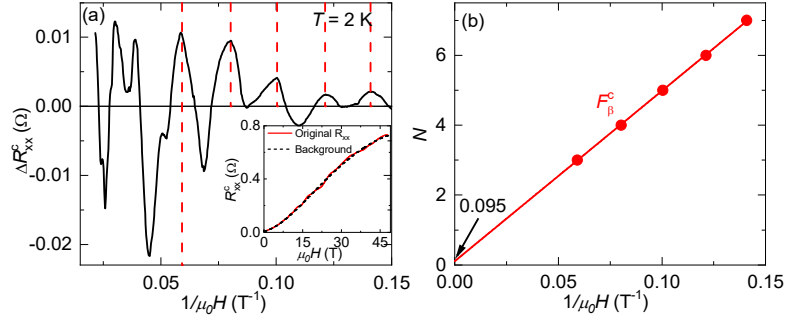 (a)
T = 2 K
0.01
0.00
-0.01
-0.02
ΔR^c_xx (Ω)
0.05
0.10
0.15
1/μ₀H (T⁻¹)
Original R_xx
Background
0.8
0.4
0.0
R^c_xx (Ω)
0
15
30
45
μ₀H (T)
(b)
F^c_β
0.095
N
6
4
2
0
0.00
0.05
0.10
0.15
1/μ₀H (T⁻¹)